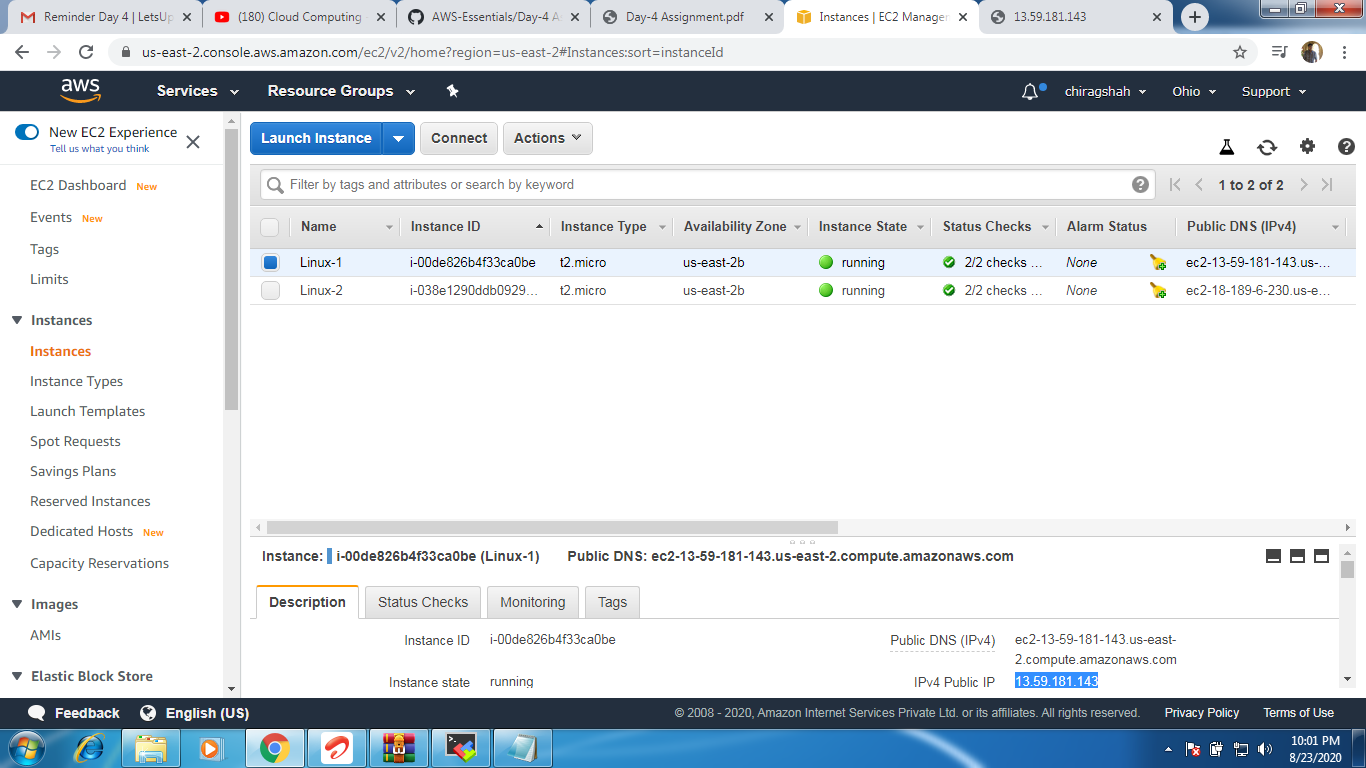 Reminder Day 4 | LetsUp
(180) Cloud Computing
AWS-Essentials/Day-4 A
Day-4 Assignment.pdf
Instances | EC2 Manager
13.59.181.143
us-east-2.console.aws.amazon.com/ec2/v2/home?region=us-east-2#Instances:sort=instanceId
aws Services Resource Groups chiragshah Ohio Support
New EC2 Experience
Tell us what you think
EC2 Dashboard New
Events New
Tags
Limits
Instances
Instances
Instance Types
Launch Templates
Spot Requests
Savings Plans
Reserved Instances
Dedicated Hosts New
Capacity Reservations
Images
AMIs
Elastic Block Store
Launch Instance Connect Actions
Filter by tags and attributes or search by keyword 1 to 2 of 2
Name Instance ID Instance Type Availability Zone Instance State Status Checks Alarm Status Public DNS (IPv4)
Linux-1 i-00de826b4f33ca0be t2.micro us-east-2b running 2/2 checks ... None ec2-13-59-181-143.us-...
Linux-2 i-038e1290ddb0929... t2.micro us-east-2b running 2/2 checks ... None ec2-18-189-6-230.us-e...
Instance: i-00de826b4f33ca0be (Linux-1) Public DNS: ec2-13-59-181-143.us-east-2.compute.amazonaws.com
Description Status Checks Monitoring Tags
Instance ID i-00de826b4f33ca0be Public DNS (IPv4) ec2-13-59-181-143.us-east-
2.compute.amazonaws.com
Instance state running IPv4 Public IP 13.59.181.143
Feedback English (US) © 2008 - 2020, Amazon Internet Services Private Ltd. or its affiliates. All rights reserved. Privacy Policy Terms of Use
10:01 PM
8/23/2020